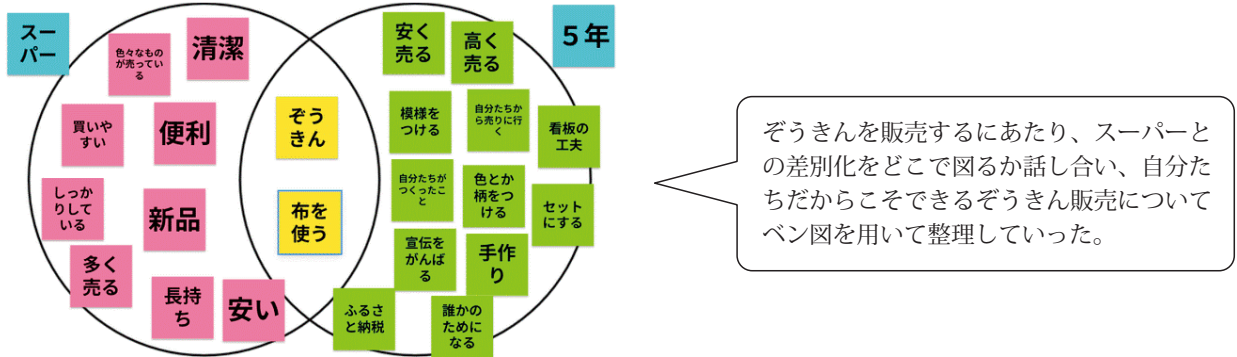 スー
パー
色々なもの
が売ってい
る
清潔
買いや
すい
便利
しっか
りして
いる
新品
多く
売る
長持
ち
安い
ぞう
きん
布を
使う
安く
売る
高く
売る
5年
模様を
つける
自分たちか
ら売りに行
く
看板の
工夫
自分たちが
つくったこ
と
色とか
柄をつ
ける
セット
にする
宣伝を
がんば
る
手作
り
ふるさ
と納税
誰かの
ために
なる
ぞうきんを販売するにあたり、スーパーと
の差別化をどこで図るか話し合い、自分た
ちだからこそできるぞうきん販売について
ベン図を用いて整理していった。